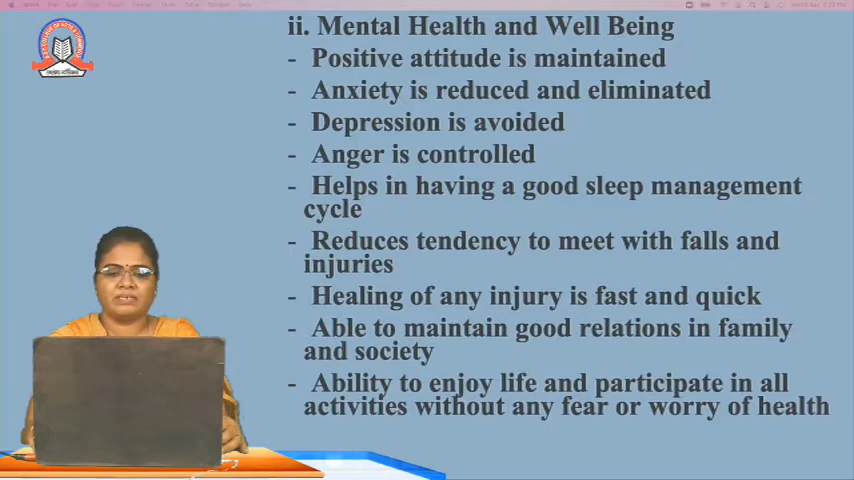 ii. Mental Health and Well Being
- Positive attitude is maintained
- Anxiety is reduced and eliminated
- Depression is avoided
- Anger is controlled
- Helps in having a good sleep management
cycle
- Reduces tendency to meet with falls and
injuries
- Healing of any injury is fast and quick
- Able to maintain good relations in family
and society
- Ability to enjoy life and participate in all
activities without any fear or worry of health